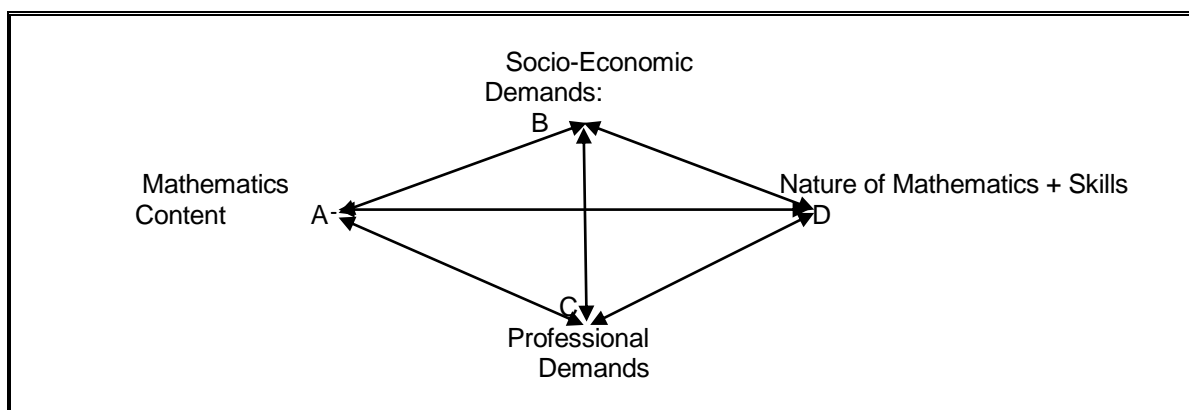 Socio-Economic
Demands:
B
Mathematics
Content
A
Nature of Mathematics + Skills
D
C
Professional
Demands